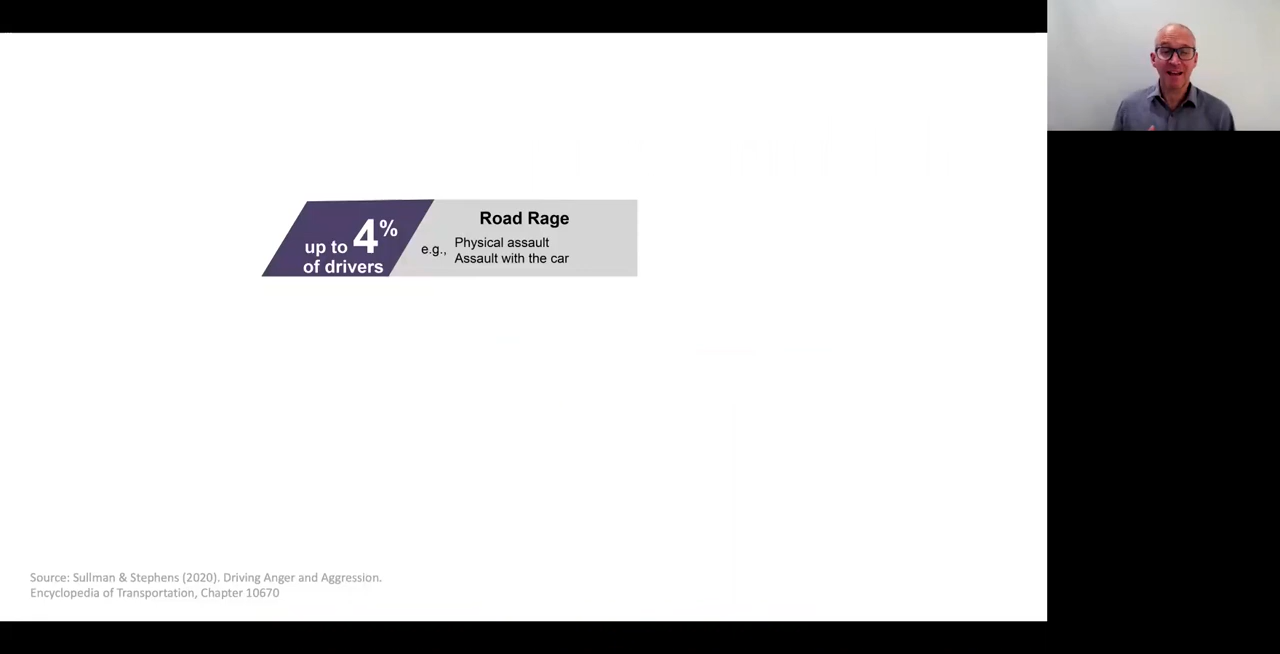 up to 4%
of drivers
Road Rage
e.g.,
Physical assault
Assault with the car
Source: Sullman & Stephens (2020). Driving Anger and Aggression.
Encyclopedia of Transportation, Chapter 10670